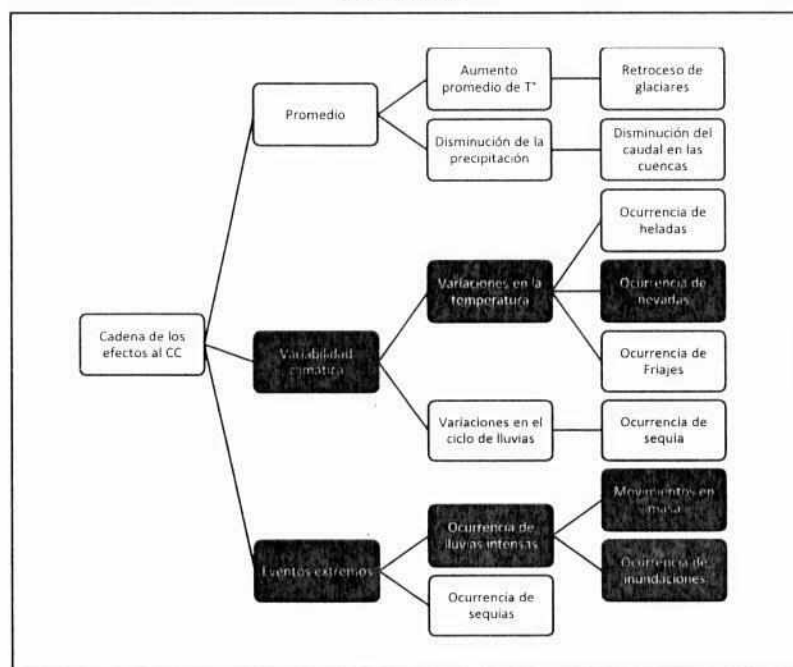 Aumento
promedio de T°
Retroceso de
glaciares
Promedio
Disminución de la
precipitación
Disminución del
caudal en las
cuencas
Ocurrencia de
heladas
Variaciones en la
temperatura
Ocurrencia de
nevadas
Cadena de los
efectos al CC
Variabilidad
climática
Ocurrencia de
Friajes
Variaciones en el
ciclo de lluvias
Ocurrencia de
sequia
Movimientos en
masa
Ocurrencia de
lluvias intensas
Eventos extremos
Ocurrencia de
inundaciones
Ocurrencia de
sequias